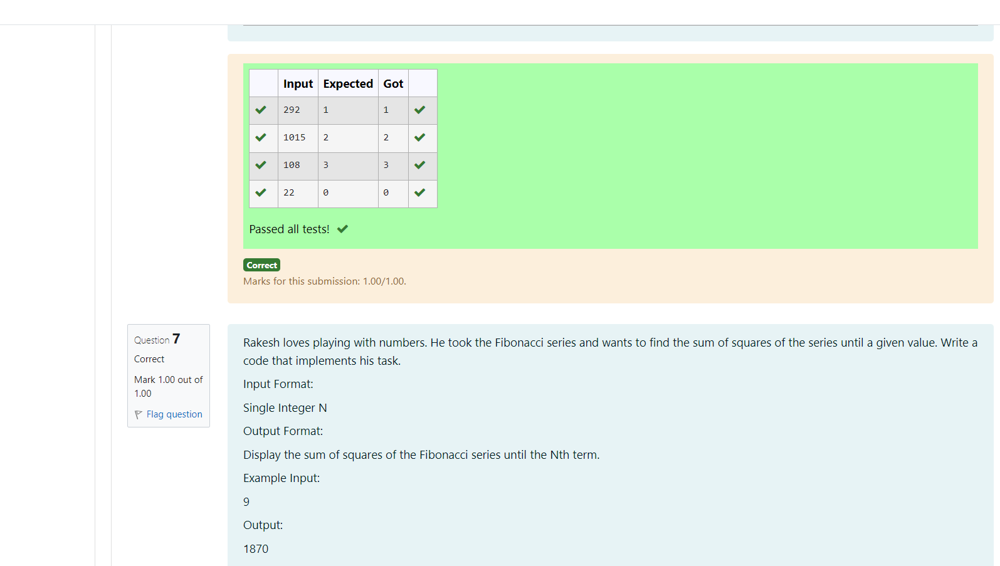 Input Expected Got
292 1 1
1015 2 2
108 3 3
22 0 0
Passed all tests!
Correct
Marks for this submission: 1.00/1.00.
Question 7
Correct
Mark 1.00 out of
1.00
Flag question
Rakesh loves playing with numbers. He took the Fibonacci series and wants to find the sum of squares of the series until a given value. Write a
code that implements his task.
Input Format:
Single Integer N
Output Format:
Display the sum of squares of the Fibonacci series until the Nth term.
Example Input:
9
Output:
1870